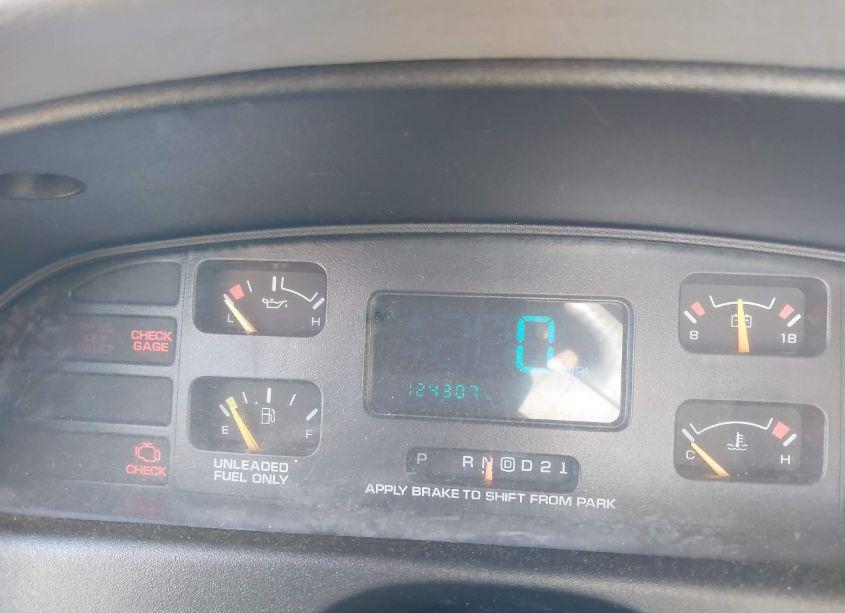 L H
8 18
CHECK
GAGE
0
MPH
124307
E F
C H
UNLEADED
FUEL ONLY
P R N D D 2 1
CHECK
APPLY BRAKE TO SHIFT FROM PARK